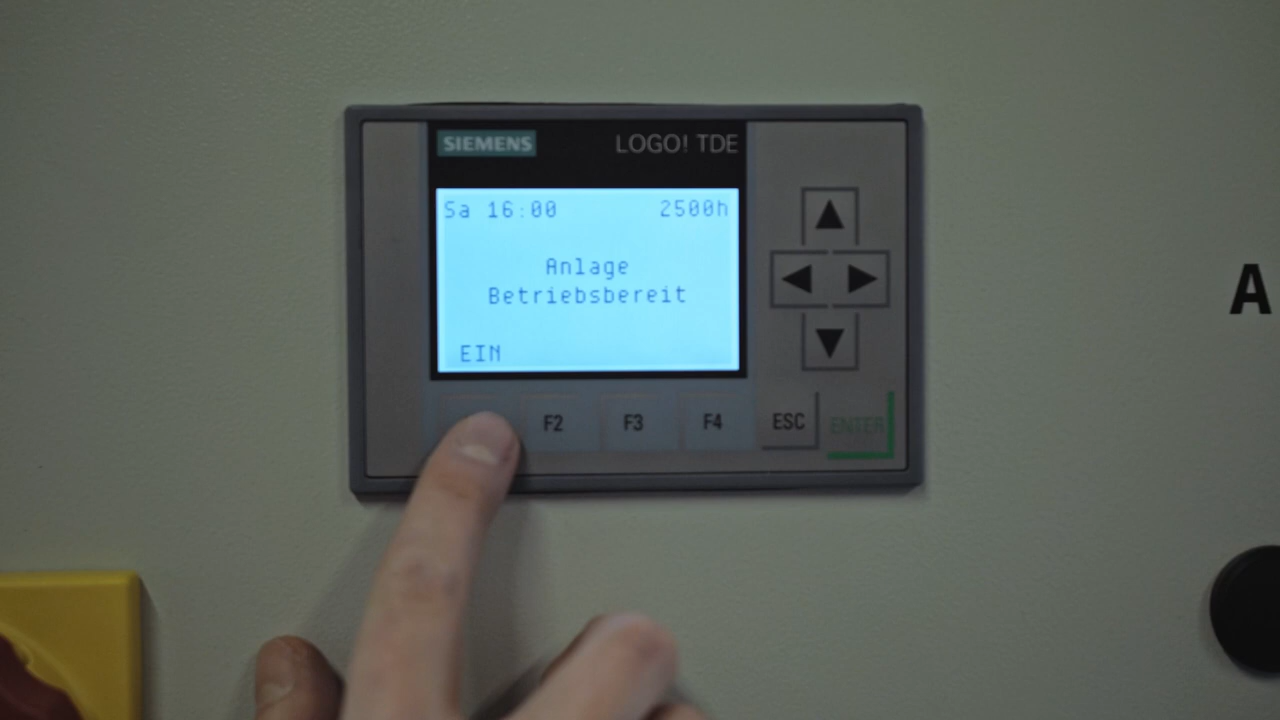 SIEMENS LOGO! TDE
Sa 16:00 2500h
Anlage
Betriebsbereit
EIN
F2 F3 F4 ESC ENTER
A